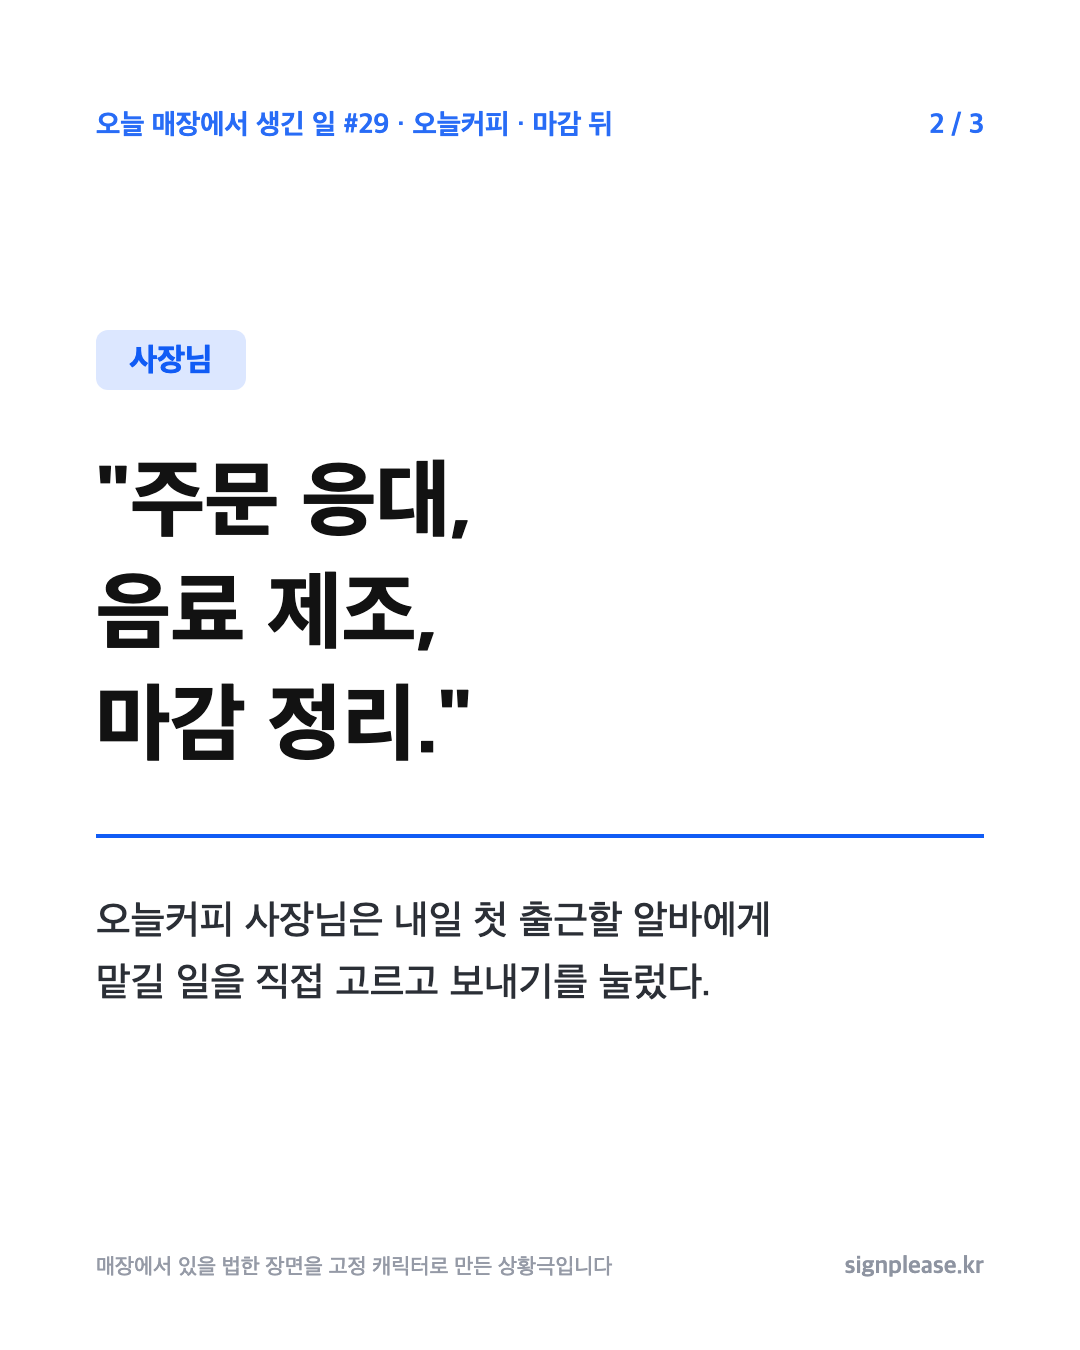 오늘 매장에서 생긴 일 #29 · 오늘커피 · 마감 뒤
2 / 3
사장님
"주문 응대,
음료 제조,
마감 정리."
오늘커피 사장님은 내일 첫 출근할 알바에게
맡길 일을 직접 고르고 보내기를 눌렀다.
매장에서 있을 법한 장면을 고정 캐릭터로 만든 상황극입니다
signplease.kr